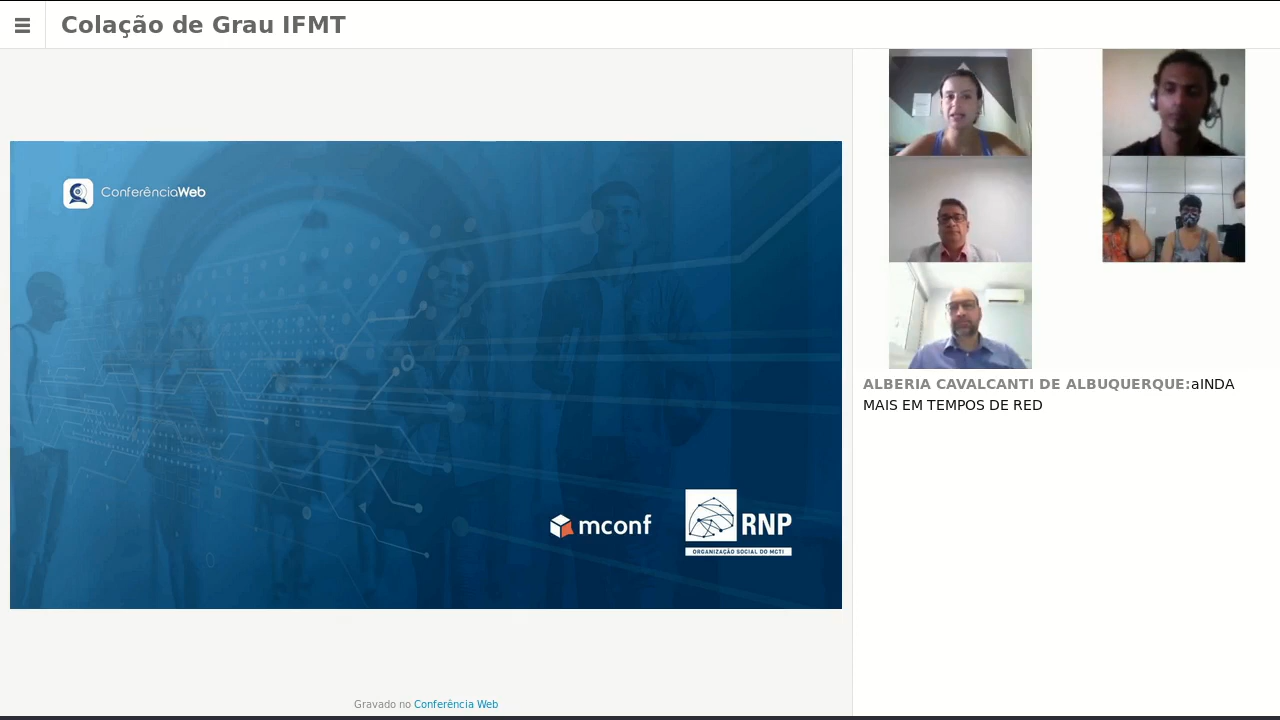 Colação de Grau IFMT
ConferênciaWeb
mconf
RNP
ORGANIZAÇÃO SOCIAL DO MCTI
ALBERIA CAVALCANTI DE ALBUQUERQUE:aINDA
MAIS EM TEMPOS DE RED
Gravado no Conferência Web